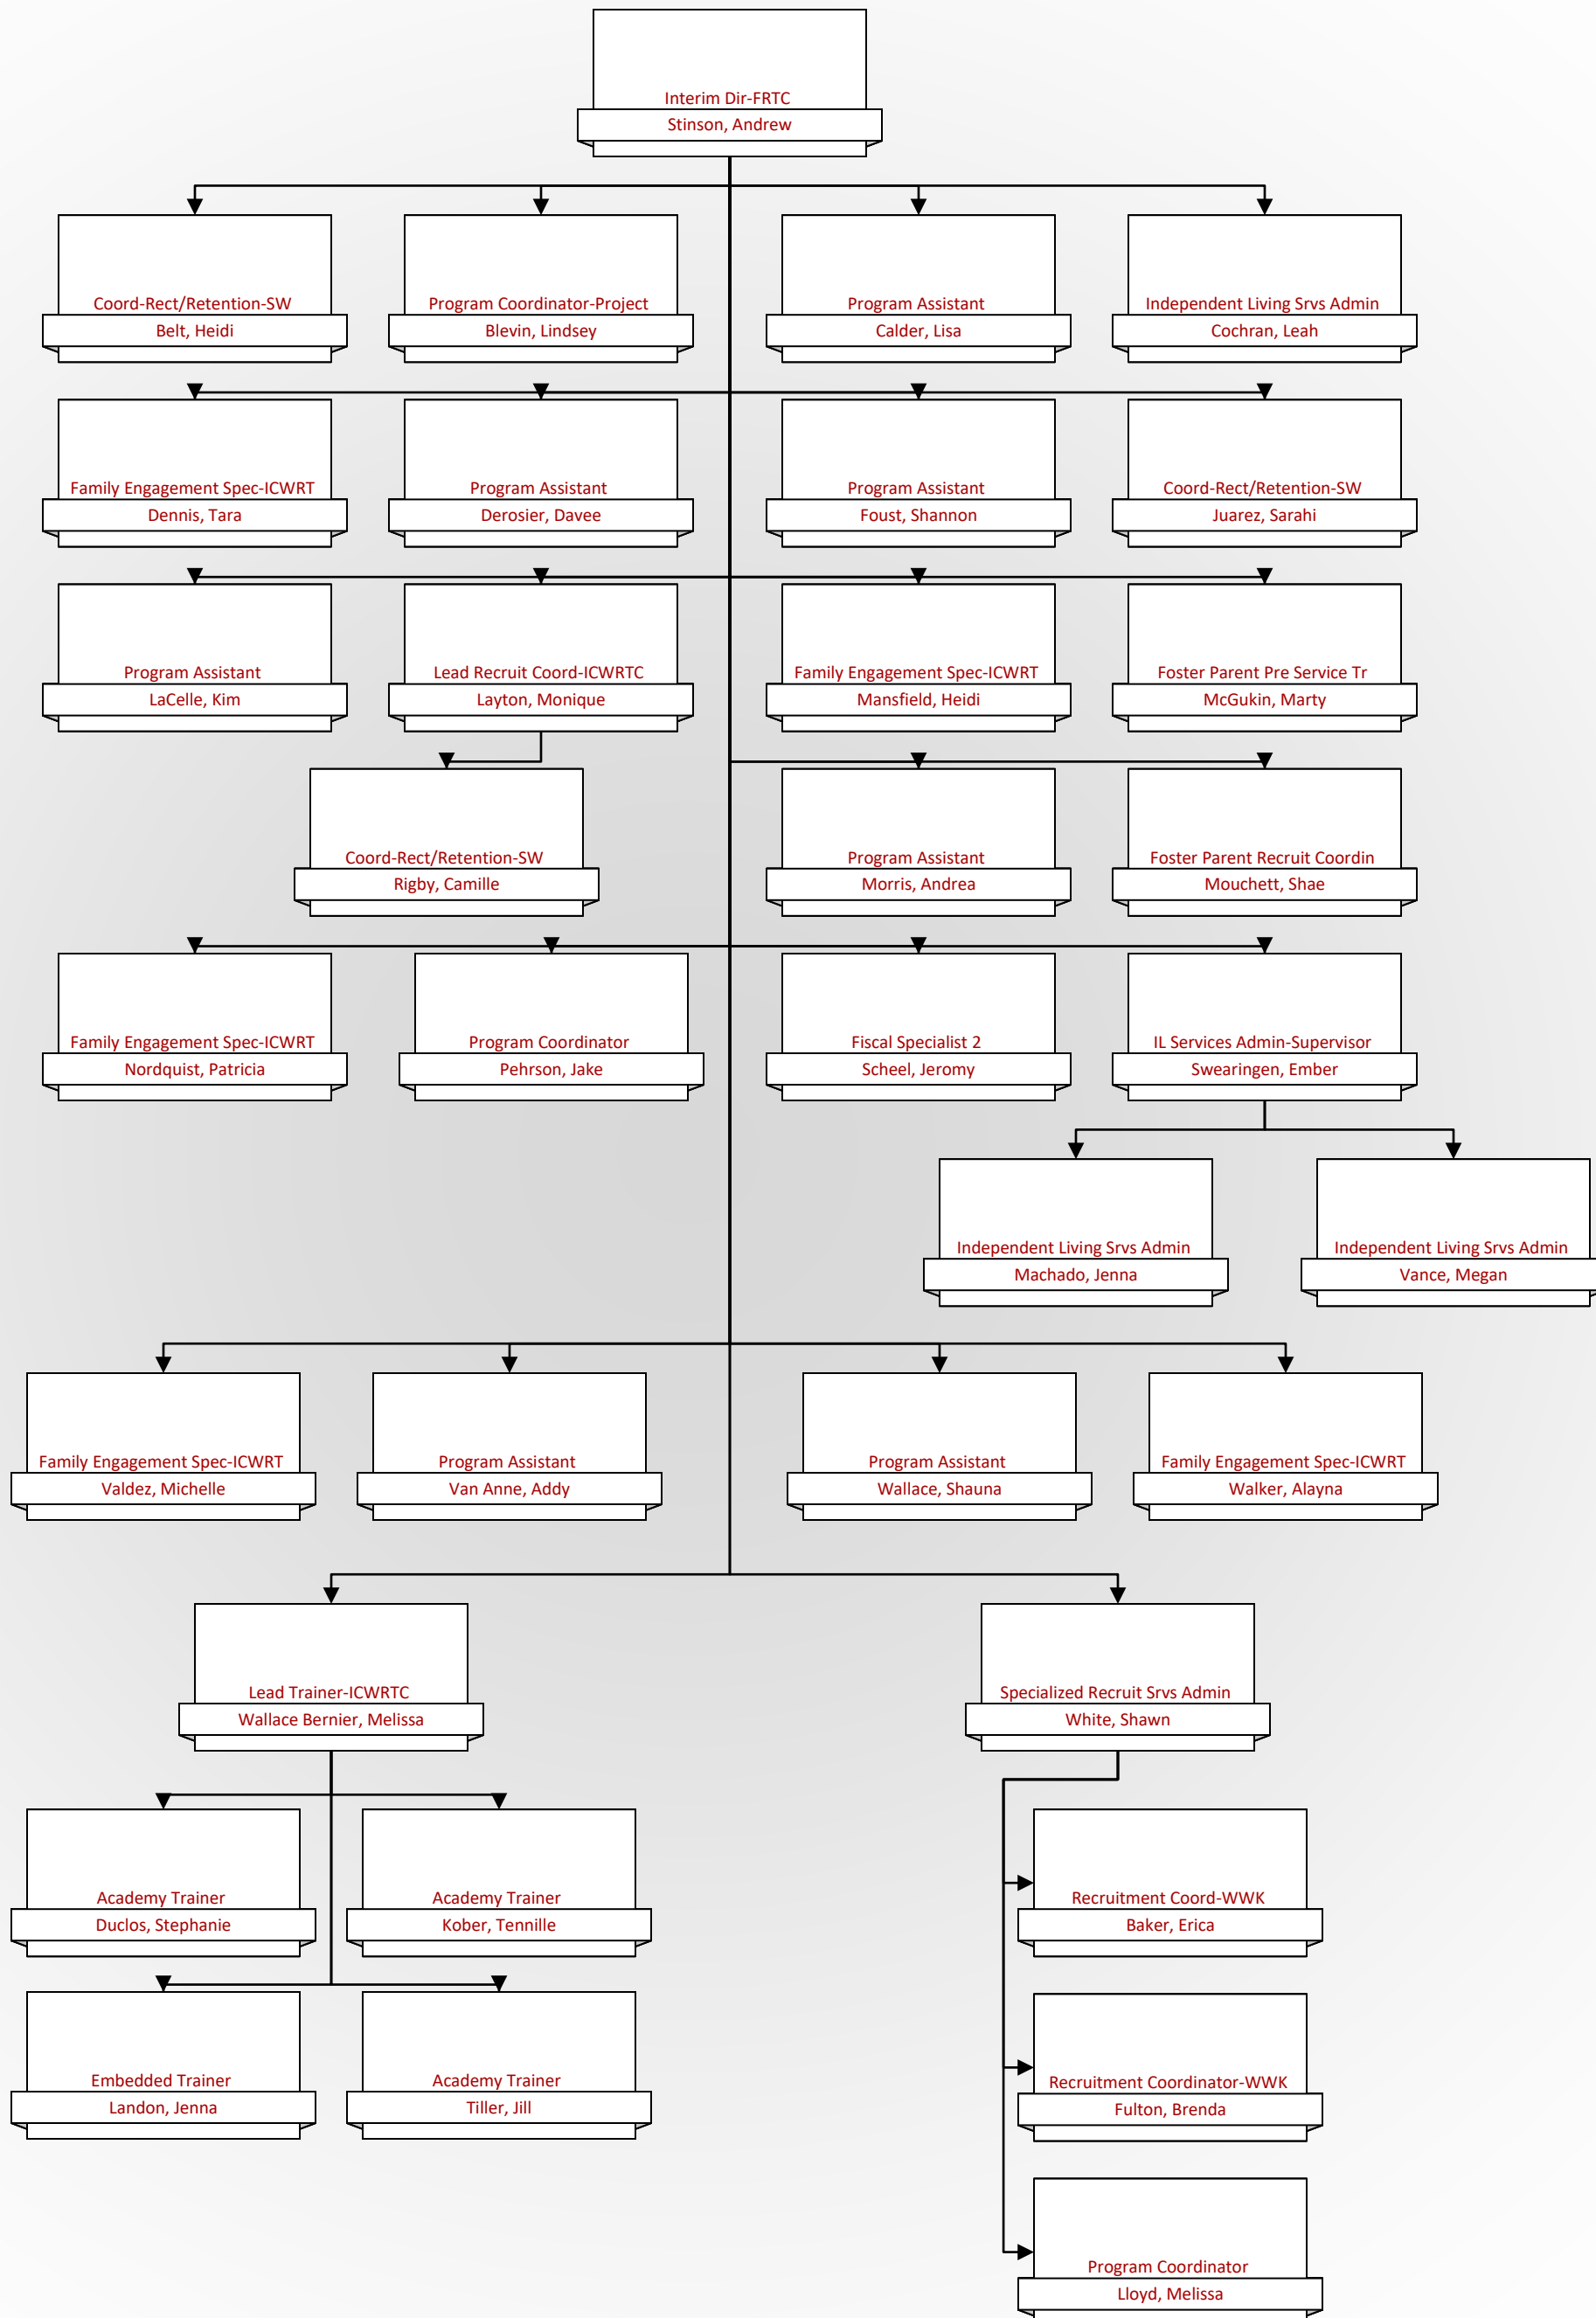 Interim Dir-FRTC
Stinson, Andrew
Coord-Rect/Retention-SW
Belt, Heidi
Program Coordinator-Project
Blevin, Lindsey
Program Assistant
Calder, Lisa
Independent Living Srvs Admin
Cochran, Leah
Family Engagement Spec-ICWRT
Dennis, Tara
Program Assistant
Derosier, Davee
Program Assistant
Foust, Shannon
Coord-Rect/Retention-SW
Juarez, Sarahi
Program Assistant
LaCelle, Kim
Lead Recruit Coord-ICWRTC
Layton, Monique
Family Engagement Spec-ICWRT
Mansfield, Heidi
Foster Parent Pre Service Tr
McGukin, Marty
Coord-Rect/Retention-SW
Rigby, Camille
Program Assistant
Morris, Andrea
Foster Parent Recruit Coordin
Mouchett, Shae
Family Engagement Spec-ICWRT
Nordquist, Patricia
Program Coordinator
Pehrson, Jake
Fiscal Specialist 2
Scheel, Jeromy
IL Services Admin-Supervisor
Swearingen, Ember
Independent Living Srvs Admin
Machado, Jenna
Independent Living Srvs Admin
Vance, Megan
Family Engagement Spec-ICWRT
Valdez, Michelle
Program Assistant
Van Anne, Addy
Program Assistant
Wallace, Shauna
Family Engagement Spec-ICWRT
Walker, Alayna
Lead Trainer-ICWRTC
Wallace Bernier, Melissa
Specialized Recruit Srvs Admin
White, Shawn
Academy Trainer
Duclos, Stephanie
Academy Trainer
Kober, Tennille
Recruitment Coord-WWK
Baker, Erica
Embedded Trainer
Landon, Jenna
Academy Trainer
Tiller, Jill
Recruitment Coordinator-WWK
Fulton, Brenda
Program Coordinator
Lloyd, Melissa